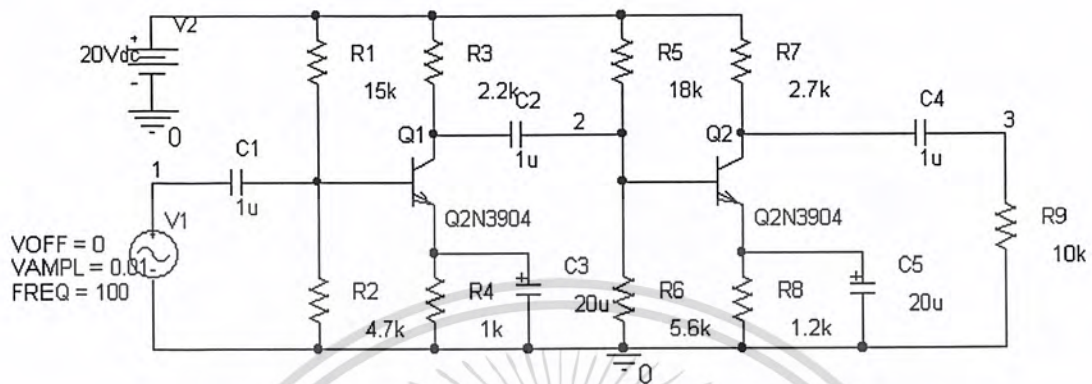 V2
20Vdc
+
-
0
R1
15k
R3
2.2k
R5
18k
R7
2.7k
C2
1u
2
C4
1u
3
Q1
Q2
C1
1u
1
V1
Q2N3904
Q2N3904
R9
10k
VOFF = 0
VAMPL = 0.01
FREQ = 100
R2
4.7k
R4
1k
C3
20u
R6
5.6k
R8
1.2k
C5
20u
0